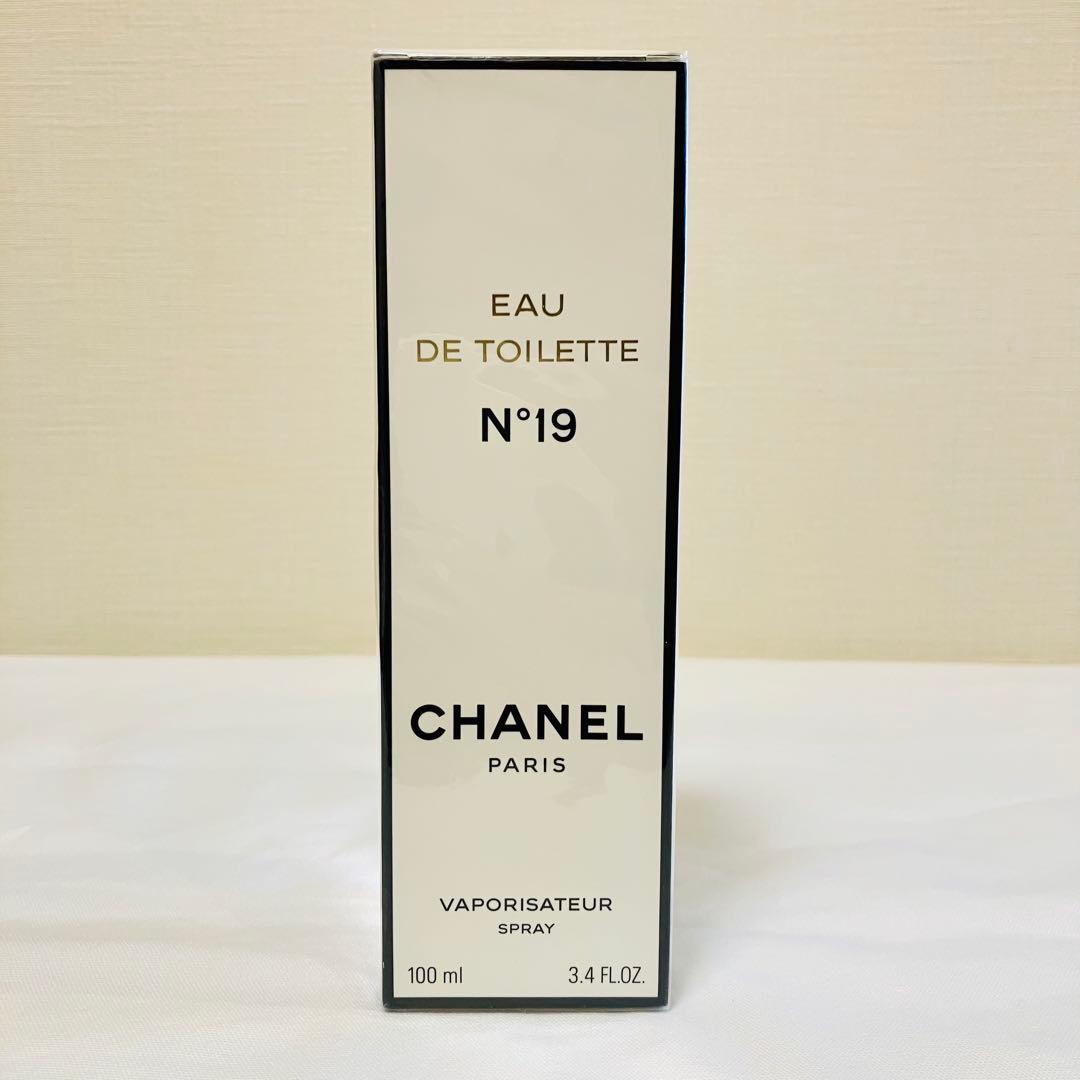 EAU
DE TOILETTE
N°19
CHANEL
PARIS
VAPORISATEUR
SPRAY
100 ml 3.4 FL.OZ.